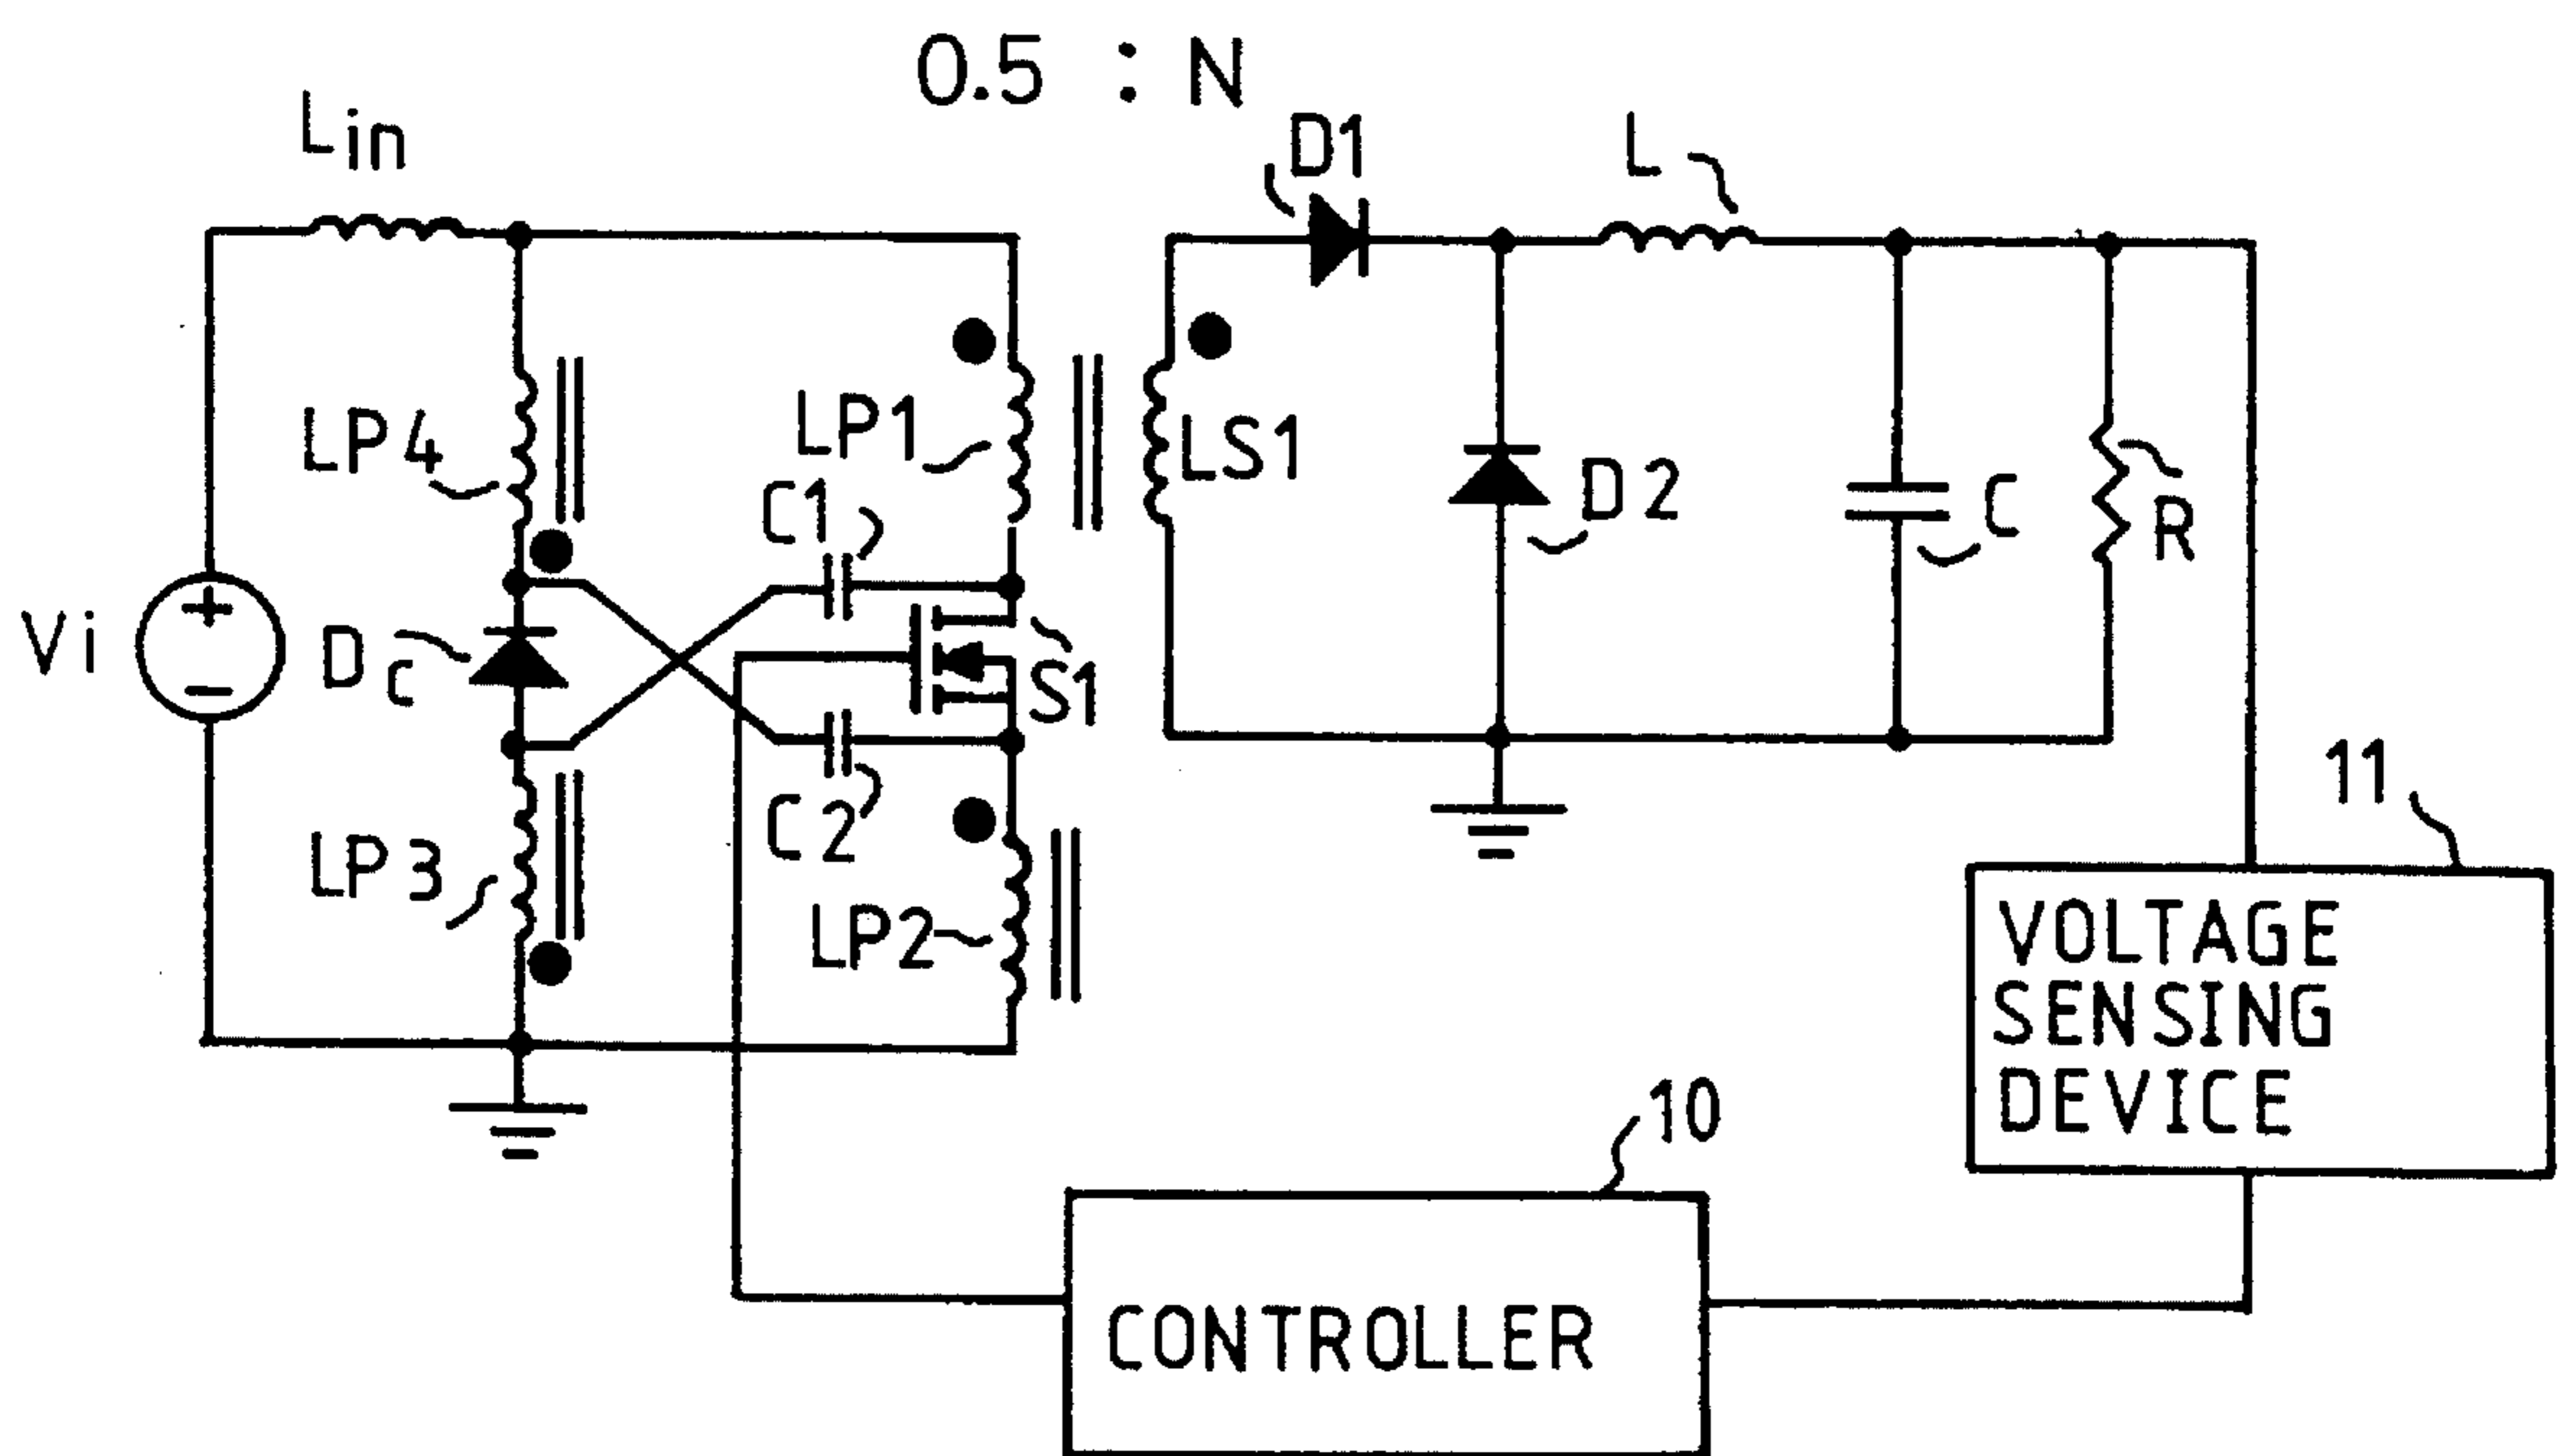 0.5 : N
Lin
D1
L
LP4
LP1
LS1
C1
D2
C
R
Vi
+
−
Dc
S1
C2
LP3
LP2
11
VOLTAGE
SENSING
DEVICE
10
CONTROLLER